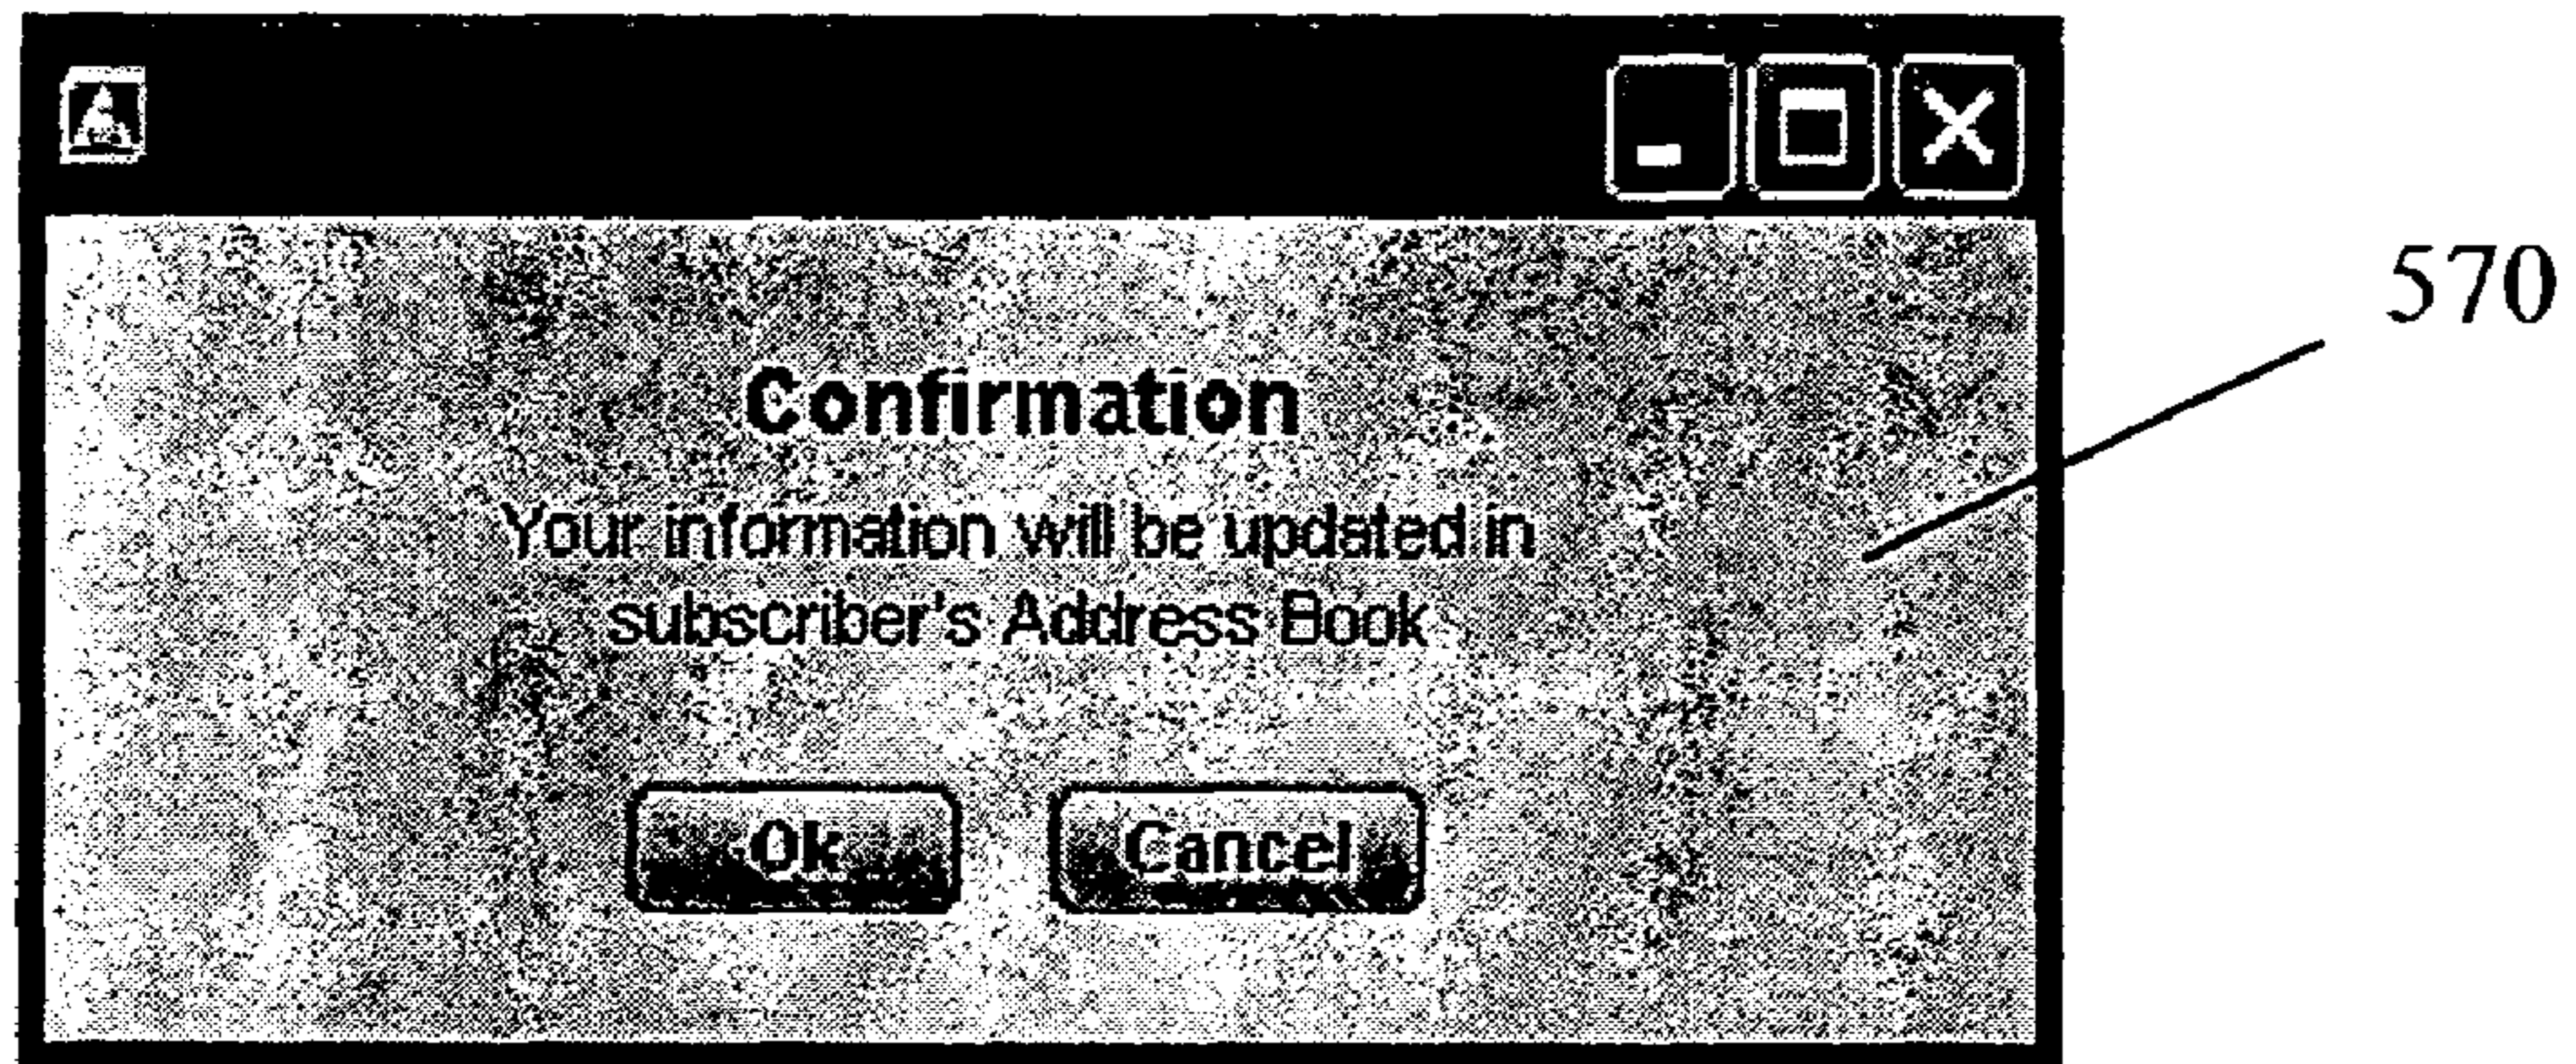 570
Confirmation
Your information will be updated in
subscriber's Address Book
Ok Cancel